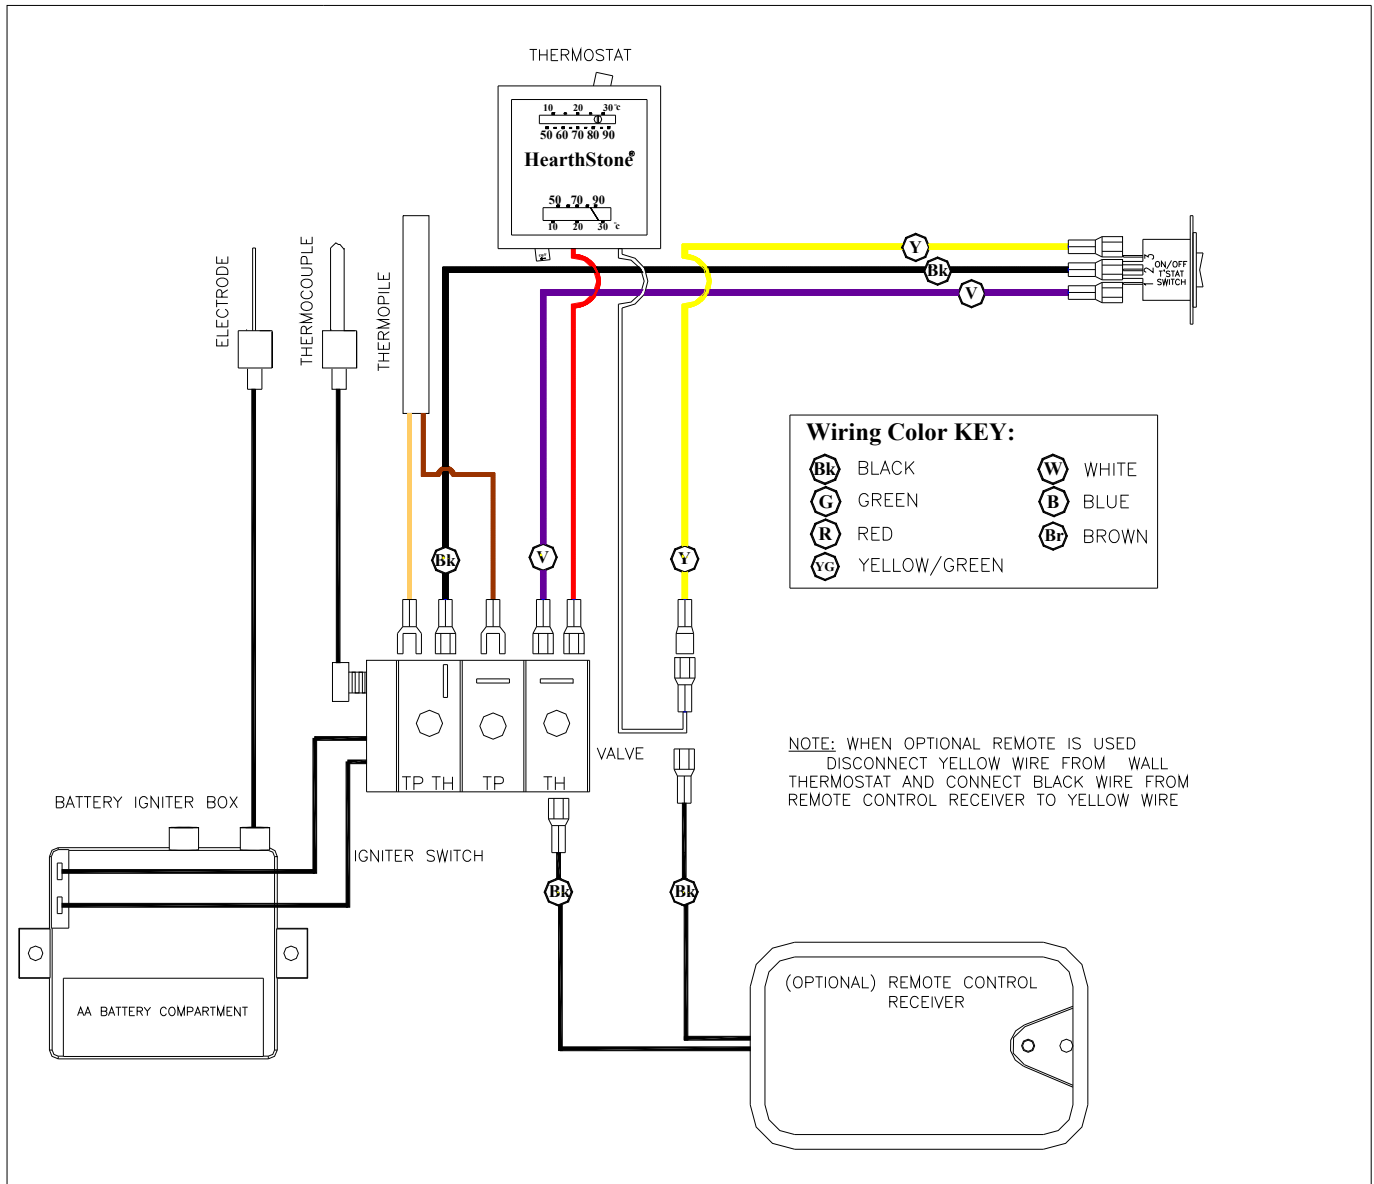 THERMOSTAT
10 20 30 °c
50 60 70 80 90
HearthStone®
50 70 90
10 20 30 °c
ELECTRODE
THERMOCOUPLE
THERMOPILE
Y
Bk
V
3
2
1
ON/OFF
T'STAT
SWITCH
Wiring Color KEY:
Bk BLACK
W WHITE
G GREEN
B BLUE
R RED
Br BROWN
YG YELLOW/GREEN
Bk
V
Y
TP TH
TP
TH
VALVE
NOTE: WHEN OPTIONAL REMOTE IS USED
DISCONNECT YELLOW WIRE FROM WALL
THERMOSTAT AND CONNECT BLACK WIRE FROM
REMOTE CONTROL RECEIVER TO YELLOW WIRE
BATTERY IGNITER BOX
IGNITER SWITCH
Bk
Bk
AA BATTERY COMPARTMENT
(OPTIONAL) REMOTE CONTROL
RECEIVER